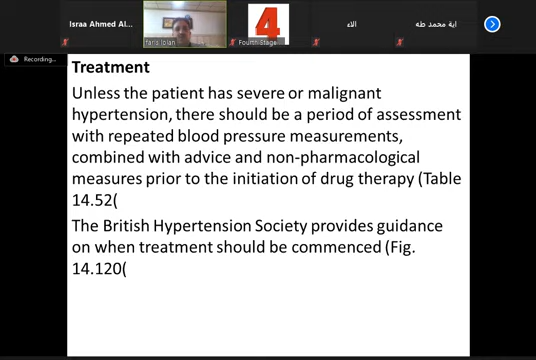 Israa Ahmed Al...
faris lolan
4
Fourth Stage
الاء
اية محمد طه
Recording...
Treatment
Unless the patient has severe or malignant
hypertension, there should be a period of assessment
with repeated blood pressure measurements,
combined with advice and non-pharmacological
measures prior to the initiation of drug therapy (Table
14.52(
The British Hypertension Society provides guidance
on when treatment should be commenced (Fig.
14.120(